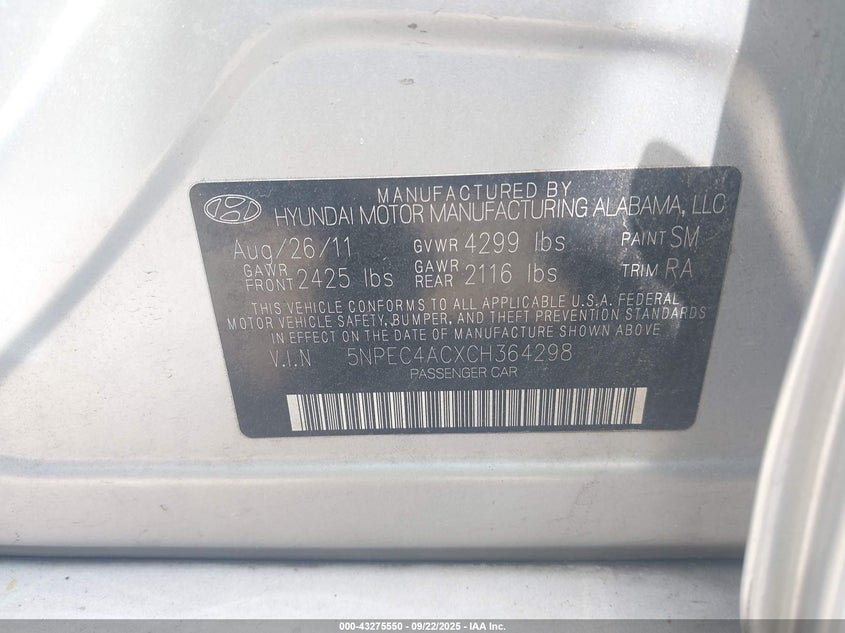 MANUFACTURED BY
HYUNDAI MOTOR MANUFACTURING ALABAMA, LLC
Aug/26/11 GVWR 4299 lbs PAINT SM
GAWR FRONT 2425 lbs GAWR REAR 2116 lbs TRIM RA
THIS VEHICLE CONFORMS TO ALL APPLICABLE U.S.A. FEDERAL
MOTOR VEHICLE SAFETY, BUMPER, AND THEFT PREVENTION STANDARDS
IN EFFECT ON THE DATE OF MANUFACTURE SHOWN ABOVE.
V.I.N 5NPEC4ACXCH364298
PASSENGER CAR
000-43275550 - 09/22/2025 - IAA Inc.